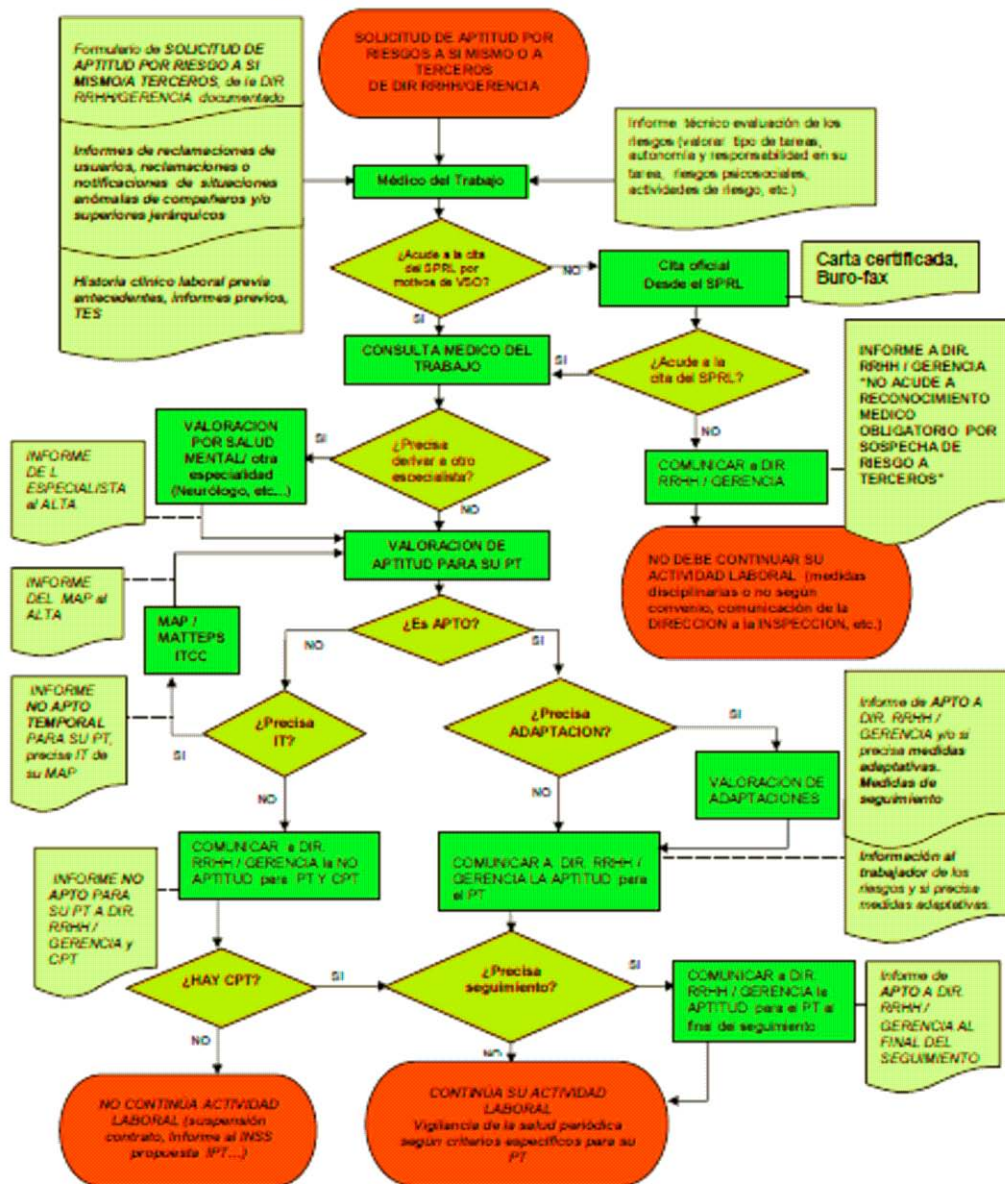 SOLICITUD DE APTITUD POR
RIESGOS A SI MISMO O A
TERCEROS
DE DIR RRHH/GERENCIA
Formulario de SOLICITUD DE
APTITUD POR RIESGO A SI
MISMO/A TERCEROS, de la DIR
RRHH/GERENCIA documentado
Informes de reclamaciones de
usuarios, reclamaciones o
notificaciones de situaciones
anómalas de compañeros y/o
superiores jerárquicos
Historia clínico laboral previa
antecedentes, informes previos,
TES
Médico del Trabajo
Informe técnico evaluación de los
riesgos (valorar tipo de tareas,
autonomía y responsabilidad en su
tarea, riesgos psicosociales,
actividades de riesgo, etc.)
¿Acude a la cita
del SPRL por
motivos de VSO?
NO
SI
Cita oficial
Desde el SPRL
Carta certificada,
Buro-fax
CONSULTA MEDICO DEL
TRABAJO
SI
¿Acude a la
cita del SPRL?
NO
INFORME A DIR.
RRHH / GERENCIA
"NO ACUDE A
RECONOCIMIENTO
MEDICO
OBLIGATORIO POR
SOSPECHA DE
RIESGO A
TERCEROS"
COMUNICAR a DIR
RRHH / GERENCIA
NO DEBE CONTINUAR SU
ACTIVIDAD LABORAL (medidas
disciplinarias o no según
convenio, comunicación de la
DIRECCION a la INSPECCION, etc.)
¿Precisa
derivar a otro
especialista?
SI
NO
VALORACION
POR SALUD
MENTAL/ otra
especialidad
(Neurólogo, etc...)
INFORME
DE L
ESPECIALISTA
al ALTA
VALORACION DE
APTITUD PARA SU PT
INFORME
DEL MAP al
ALTA
MAP /
MATTEPS
ITCC
¿Es APTO?
NO
SI
INFORME
NO APTO
TEMPORAL
PARA SU PT,
precisa IT de
su MAP
SI
¿Precisa
IT?
NO
¿Precisa
ADAPTACION?
SI
NO
VALORACION DE
ADAPTACIONES
Informe de APTO A
DIR. RRHH /
GERENCIA y/o si
precisa medidas
adaptativas.
Medidas de
seguimiento
Información al
trabajador de los
riesgos y si precisa
medidas adaptativas.
COMUNICAR a DIR.
RRHH / GERENCIA la NO
APTITUD para PT Y CPT
COMUNICAR A DIR. RRHH /
GERENCIA LA APTITUD para
el PT
INFORME NO
APTO PARA
SU PT A DIR.
RRHH /
GERENCIA y
CPT
¿HAY CPT?
SI
NO
¿Precisa
seguimiento?
SI
NO
COMUNICAR a DIR.
RRHH / GERENCIA la
APTITUD para el PT al
final del seguimiento
Informe de
APTO A DIR.
RRHH /
GERENCIA AL
FINAL DEL
SEGUIMIENTO
NO CONTINÚA ACTIVIDAD
LABORAL (suspensión
contrato, Informe al INSS
propuesta IPT...)
CONTINÚA SU ACTIVIDAD
LABORAL
Vigilancia de la salud periódica
según criterios específicos para su
PT